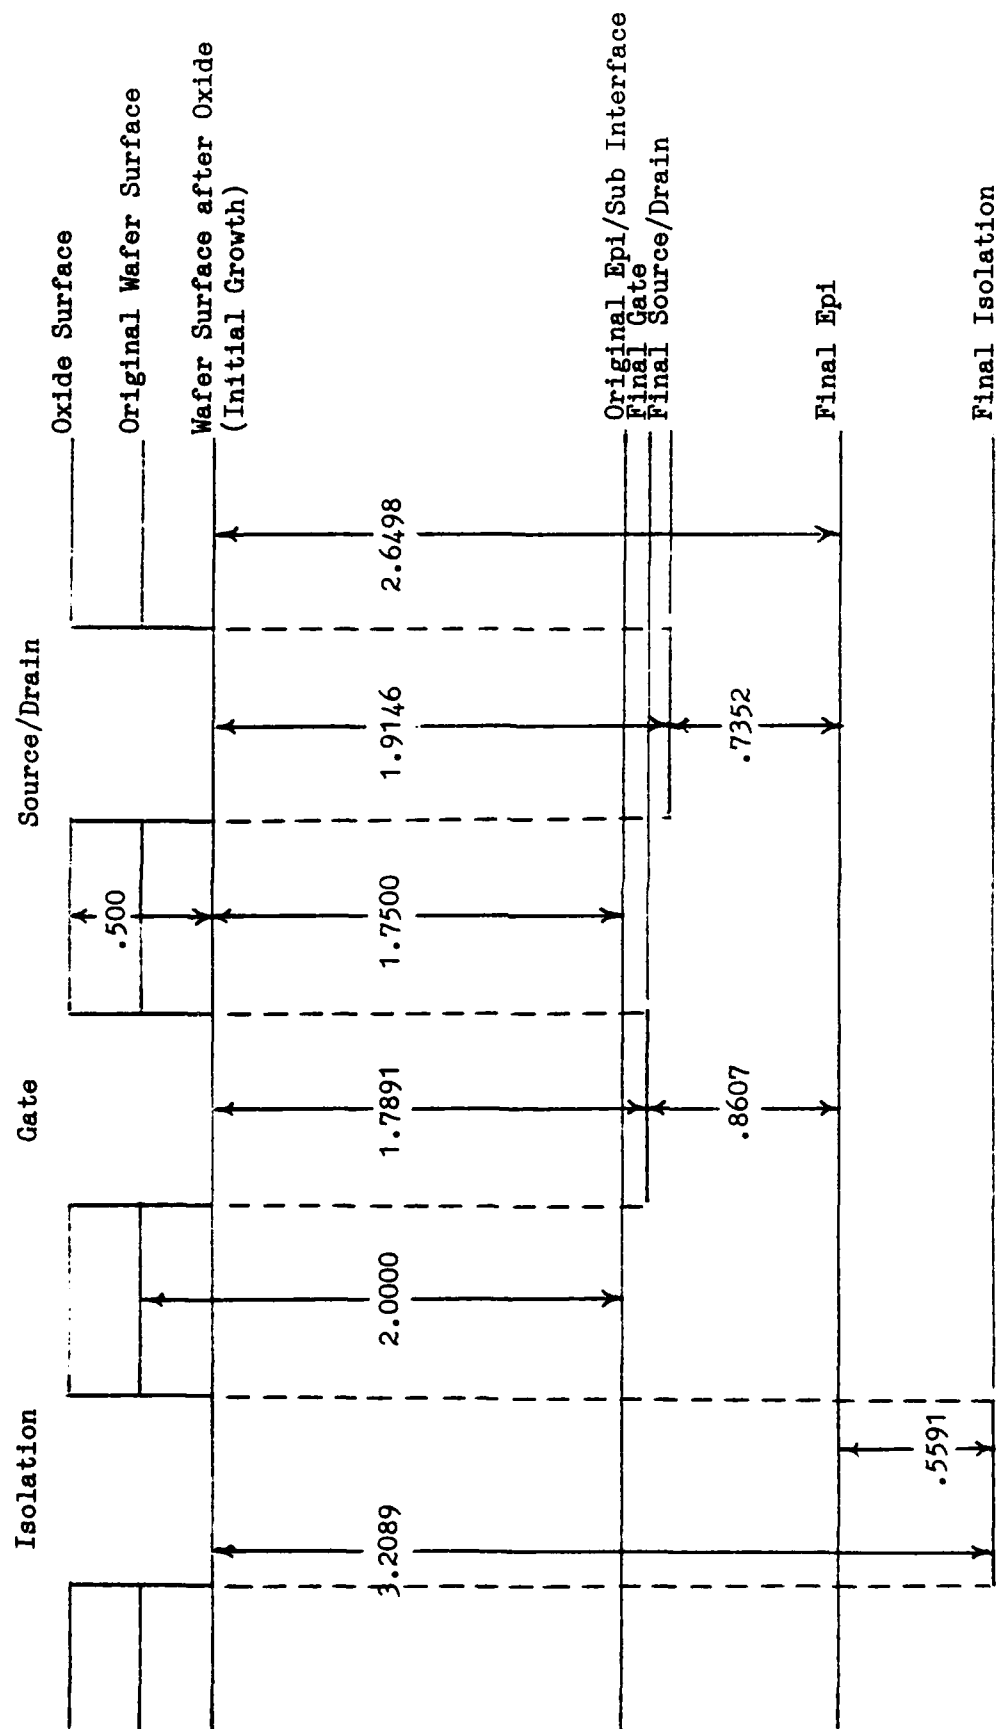 Isolation
Gate
Source/Drain
Oxide Surface
Original Wafer Surface
Wafer Surface after Oxide
(Initial Growth)
.500
3.2089
2.0000
1.7891
1.7500
1.9146
2.6498
Original Epi/Sub Interface
Final Gate
Final Source/Drain
.8607
.7352
Final Epi
.5591
Final Isolation